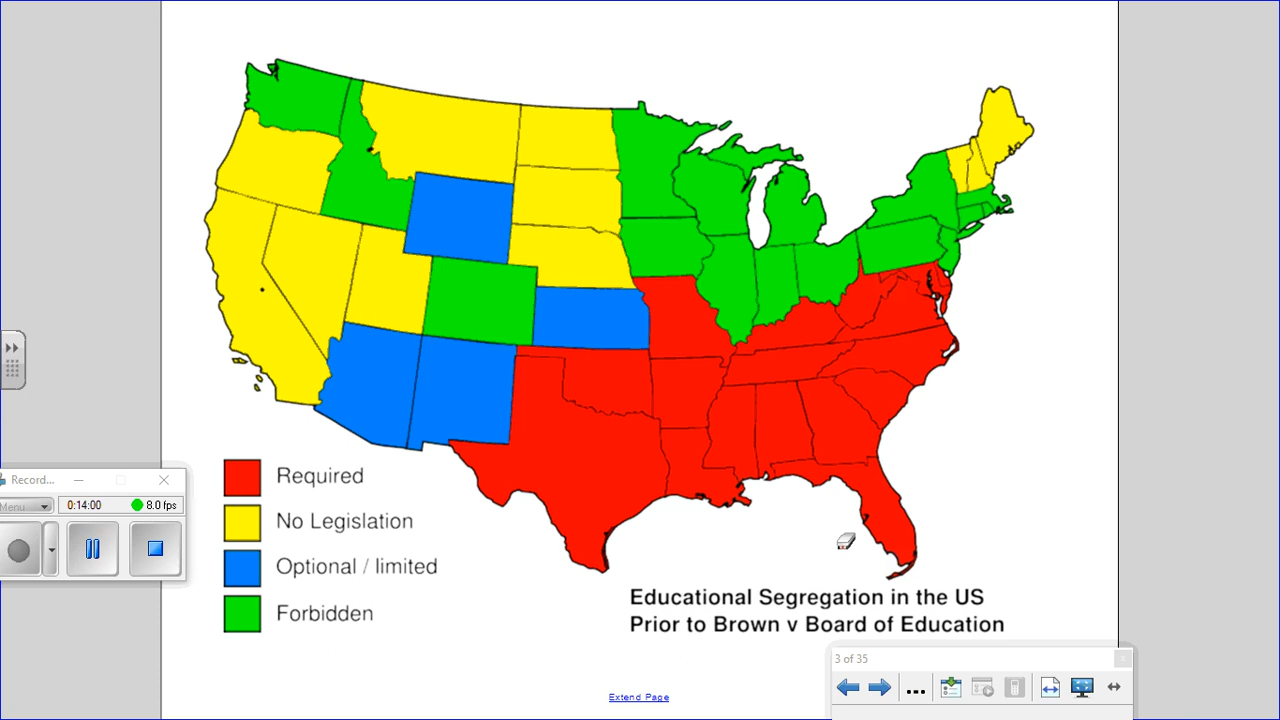 Required
No Legislation
Optional / limited
Forbidden
Educational Segregation in the US
Prior to Brown v Board of Education
Extend Page
Record...
Menu
0:14:00
8.0 fps
3 of 35